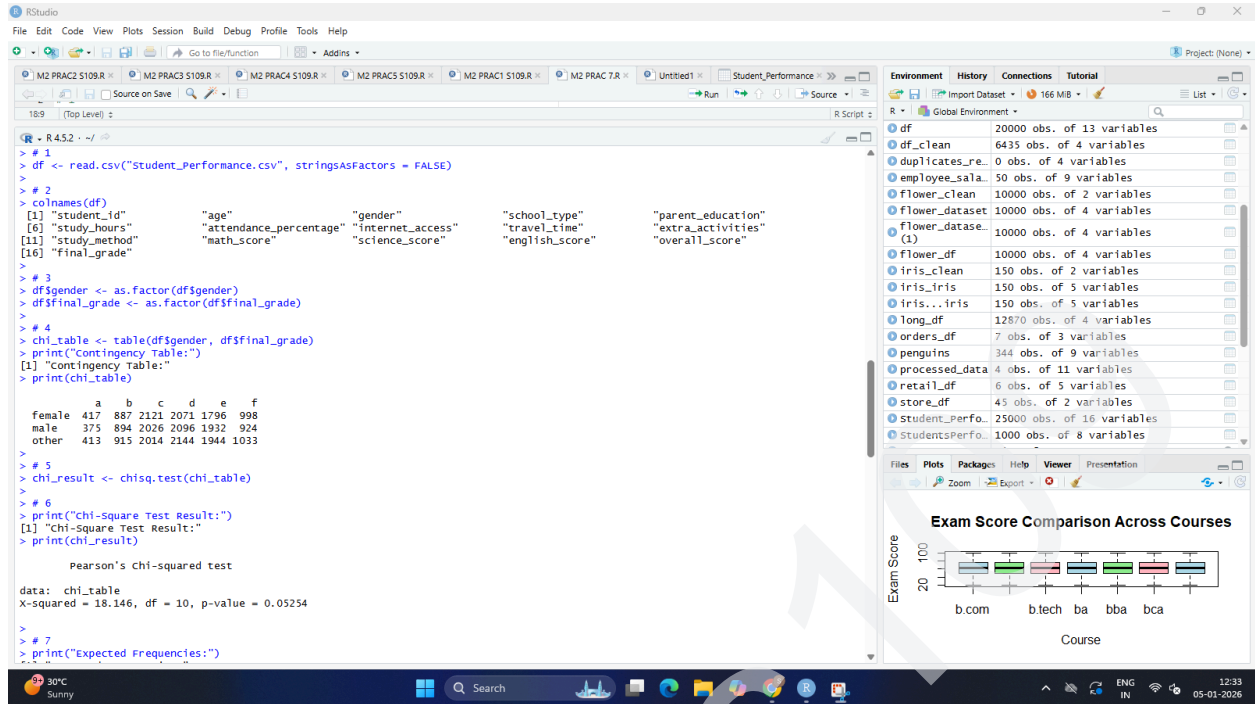 RStudio
File Edit Code View Plots Session Build Debug Profile Tools Help
Go to file/function
Addins
Project: (None)
M2 PRAC2 S109.R
M2 PRAC3 S109.R
M2 PRAC4 S109.R
M2 PRAC5 S109.R
M2 PRAC1 S109.R
M2 PRAC 7.R
Untitled1
Student_Performance
Source on Save
Run
Source
18:9 (Top Level)
R Script
R 4.5.2 · ~/
> # 1
> df <- read.csv("Student_Performance.csv", stringsAsFactors = FALSE)
>
> # 2
> colnames(df)
[1] "student_id" "age" "gender" "school_type" "parent_education"
[6] "study_hours" "attendance_percentage" "internet_access" "travel_time" "extra_activities"
[11] "study_method" "math_score" "science_score" "english_score" "overall_score"
[16] "final_grade"
>
> # 3
> df$gender <- as.factor(df$gender)
> df$final_grade <- as.factor(df$final_grade)
>
> # 4
> chi_table <- table(df$gender, df$final_grade)
> print("Contingency Table:")
[1] "Contingency Table:"
> print(chi_table)
a b c d e f
female 417 887 2121 2071 1796 998
male 375 894 2026 2096 1932 924
other 413 915 2014 2144 1944 1033
>
> # 5
> chi_result <- chisq.test(chi_table)
>
> # 6
> print("Chi-Square Test Result:")
[1] "Chi-Square Test Result:"
> print(chi_result)
Pearson's Chi-squared test
data: chi_table
X-squared = 18.146, df = 10, p-value = 0.05254
>
> # 7
> print("Expected Frequencies:")
Environment History Connections Tutorial
Import Dataset
166 MiB
List
R
Global Environment
df 20000 obs. of 13 variables
df_clean 6435 obs. of 4 variables
duplicates_re… 0 obs. of 4 variables
employee_sala… 50 obs. of 9 variables
flower_clean 10000 obs. of 2 variables
flower_dataset 10000 obs. of 4 variables
flower_datase… (1) 10000 obs. of 4 variables
flower_df 10000 obs. of 4 variables
iris_clean 150 obs. of 2 variables
iris_iris 150 obs. of 5 variables
iris...iris 150 obs. of 5 variables
long_df 12870 obs. of 4 variables
orders_df 7 obs. of 3 variables
penguins 344 obs. of 9 variables
processed_data 4 obs. of 11 variables
retail_df 6 obs. of 5 variables
store_df 45 obs. of 2 variables
Student_Perfo… 25000 obs. of 16 variables
StudentsPerfo… 1000 obs. of 8 variables
Files Plots Packages Help Viewer Presentation
Zoom
Export
Exam Score Comparison Across Courses
Exam Score
100
20
b.com b.tech ba bba bca
Course
9+
30°C
Sunny
Search
ENG
IN
12:33
05-01-2026